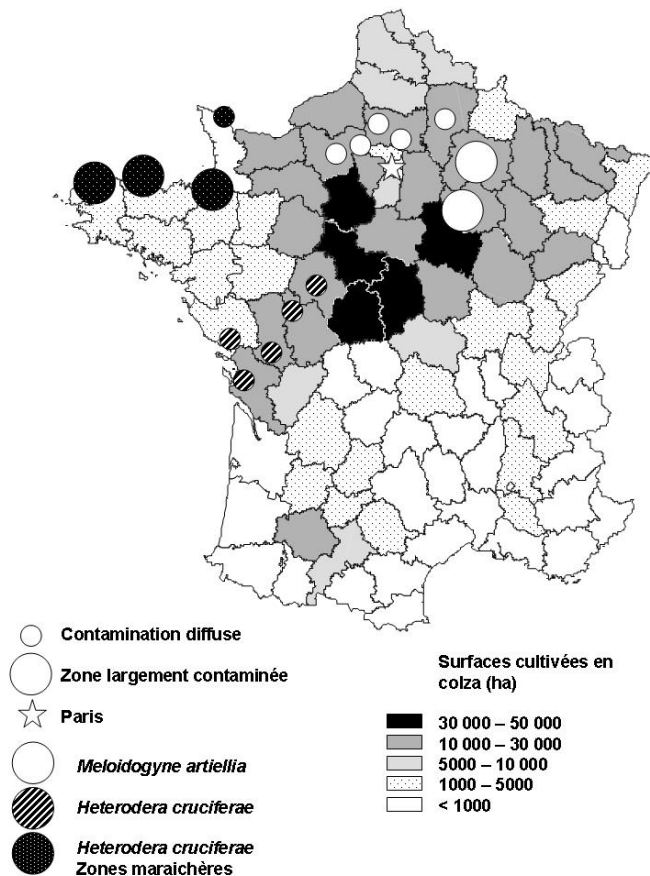 Paris
Contamination diffuse
Zone largement contaminée
Paris
Meloidogyne artiellia
Heterodera cruciferae
Heterodera cruciferae
Zones maraichères
Surfaces cultivées en
colza (ha)
30 000 – 50 000
10 000 – 30 000
5000 – 10 000
1000 – 5000
< 1000